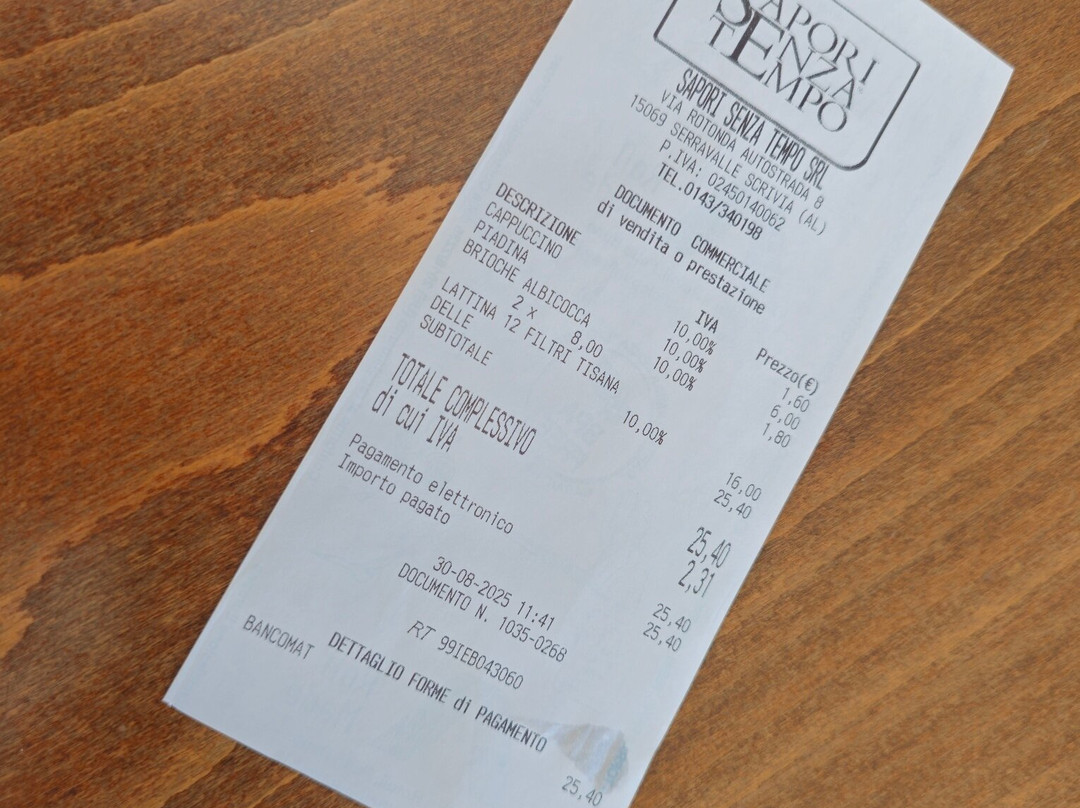 SAPORI
SENZA
TEMPO
SAPORI SENZA TEMPO SRL
VIA ROTONDA AUTOSTRADA 8
15069 SERRAVALLE SCRIVIA (AL)
P.IVA: 02450140062
TEL.0143/340198
DOCUMENTO COMMERCIALE
di vendita o prestazione
DESCRIZIONE IVA Prezzo(€)
CAPPUCCINO 10,00% 1,60
PIADINA 10,00% 6,00
BRIOCHE ALBICOCCA 10,00% 1,80
2 X 8,00
LATTINA 12 FILTRI TISANA
DELLE 10,00% 16,00
SUBTOTALE 25,40
TOTALE COMPLESSIVO 25,40
di cui IVA 2,31
Pagamento elettronico 25,40
Importo pagato 25,40
30-08-2025 11:41
DOCUMENTO N. 1035-0268
RT 99IEB043060
DETTAGLIO FORME di PAGAMENTO
BANCOMAT 25,40